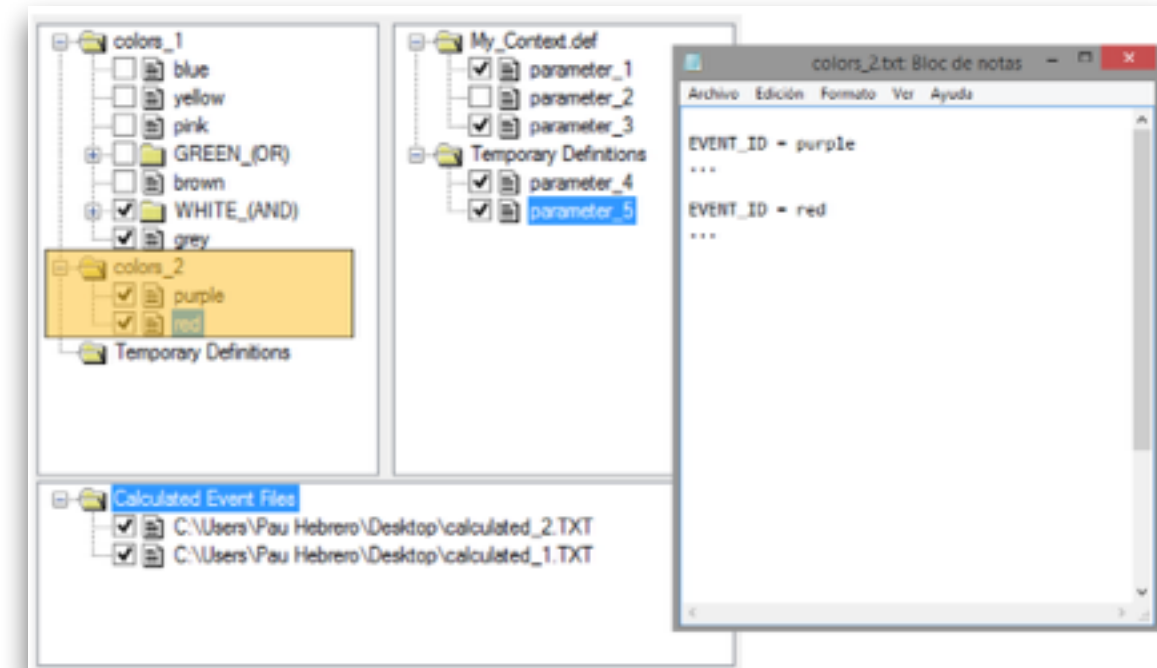 colors_1
blue
yellow
pink
GREEN_(OR)
brown
WHITE_(AND)
grey
colors_2
purple
red
Temporary Definitions
My_Context.def
parameter_1
parameter_2
parameter_3
Temporary Definitions
parameter_4
parameter_5
colors_2.txt: Bloc de notas
Archivo Edición Formato Ver Ayuda
EVENT_ID = purple
...
EVENT_ID = red
...
Calculated Event Files
C:\Users\Pau Hebrero\Desktop\calculated_2.TXT
C:\Users\Pau Hebrero\Desktop\calculated_1.TXT